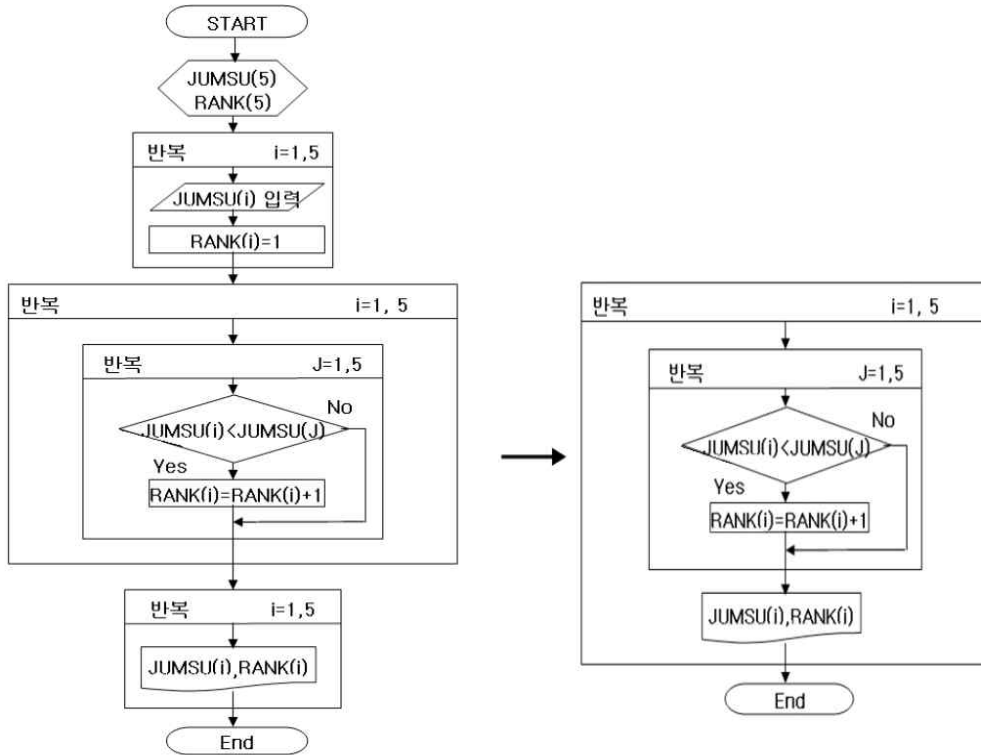 START
JUMSU(5)
RANK(5)
반복 i=1,5
JUMSU(i) 입력
RANK(i)=1
반복 i=1, 5
반복 J=1,5
No
JUMSU(i)<JUMSU(J)
Yes
RANK(i)=RANK(i)+1
반복 i=1,5
JUMSU(i),RANK(i)
End
반복 i=1, 5
반복 J=1,5
No
JUMSU(i)<JUMSU(J)
Yes
RANK(i)=RANK(i)+1
JUMSU(i),RANK(i)
End